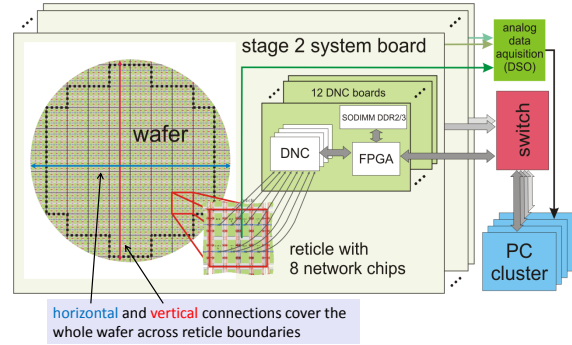 stage 2 system board
analog
data
aquisition
(DSO)
wafer
12 DNC boards
SODIMM DDR2/3
DNC
FPGA
switch
reticle with
8 network chips
PC
cluster
horizontal and vertical connections cover the
whole wafer across reticle boundaries